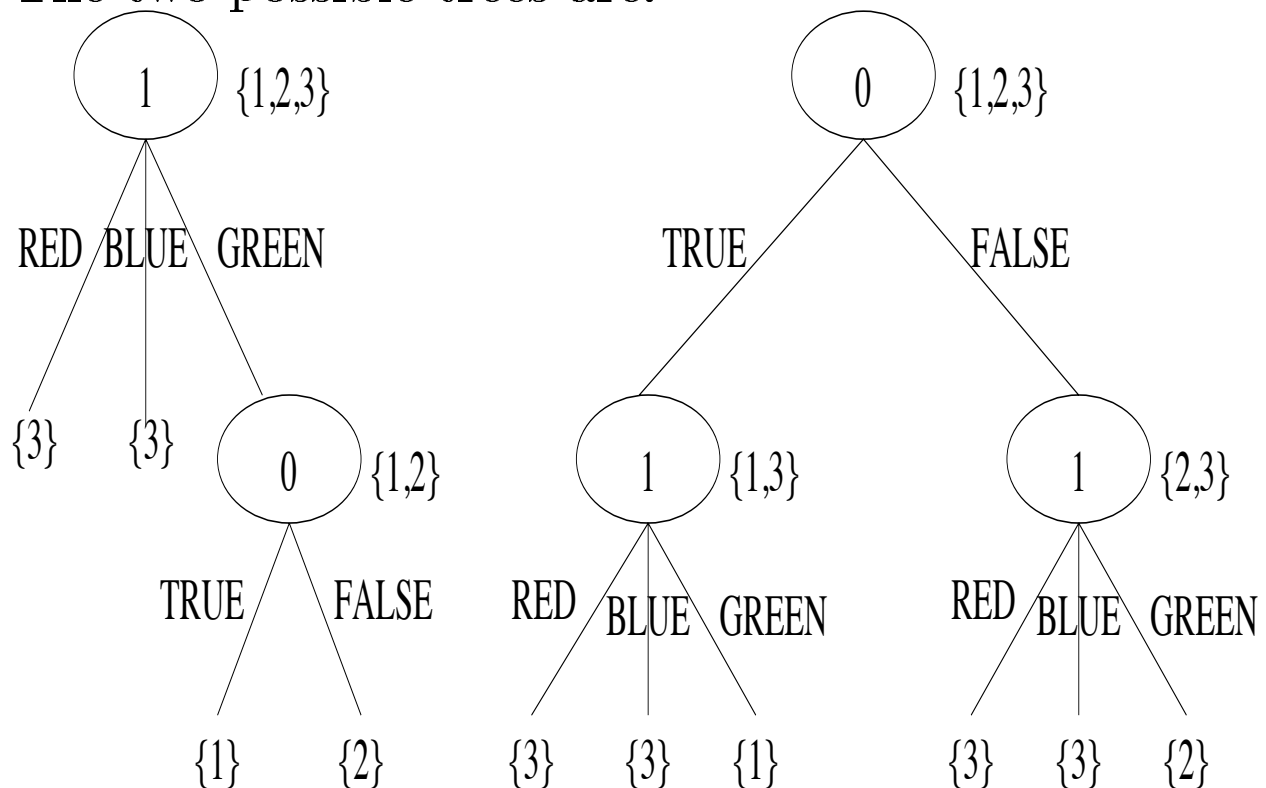 The two possible trees are:
1 {1,2,3} 0 {1,2,3}
RED BLUE GREEN TRUE FALSE
{3} {3} 0 {1,2} 1 {1,3} 1 {2,3}
TRUE FALSE RED BLUE GREEN RED BLUE GREEN
{1} {2} {3} {3} {1} {3} {3} {2}